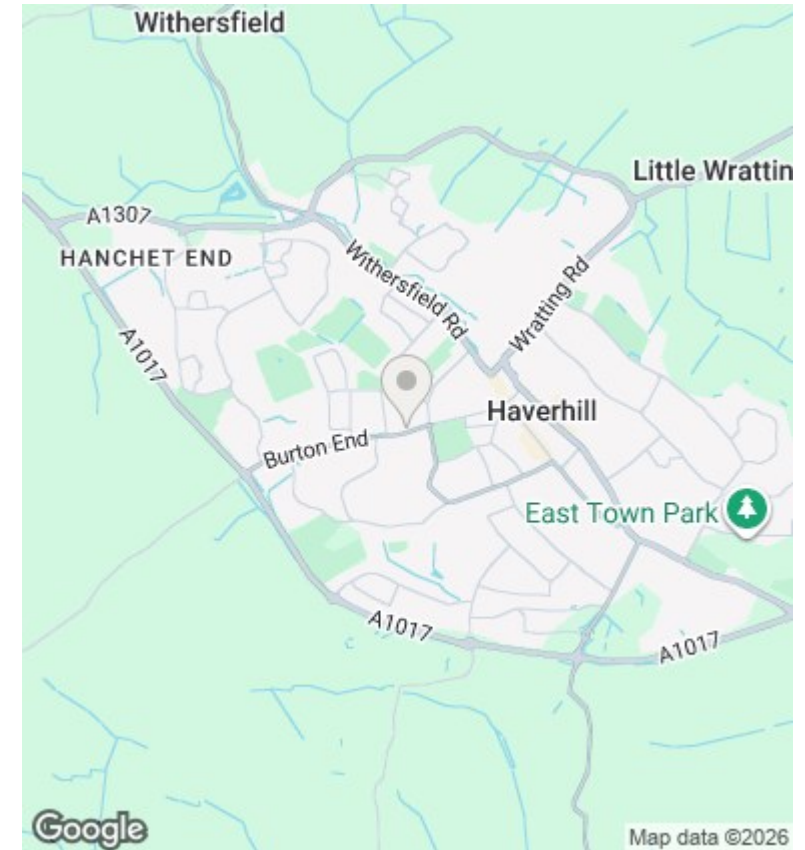 Withersfield
Little Wrattin
A1307
HANCHET END
Withersfield Rd
Wratting Rd
A1017
Haverhill
Burton End
East Town Park
A1017
A1017
Google
Map data ©2026